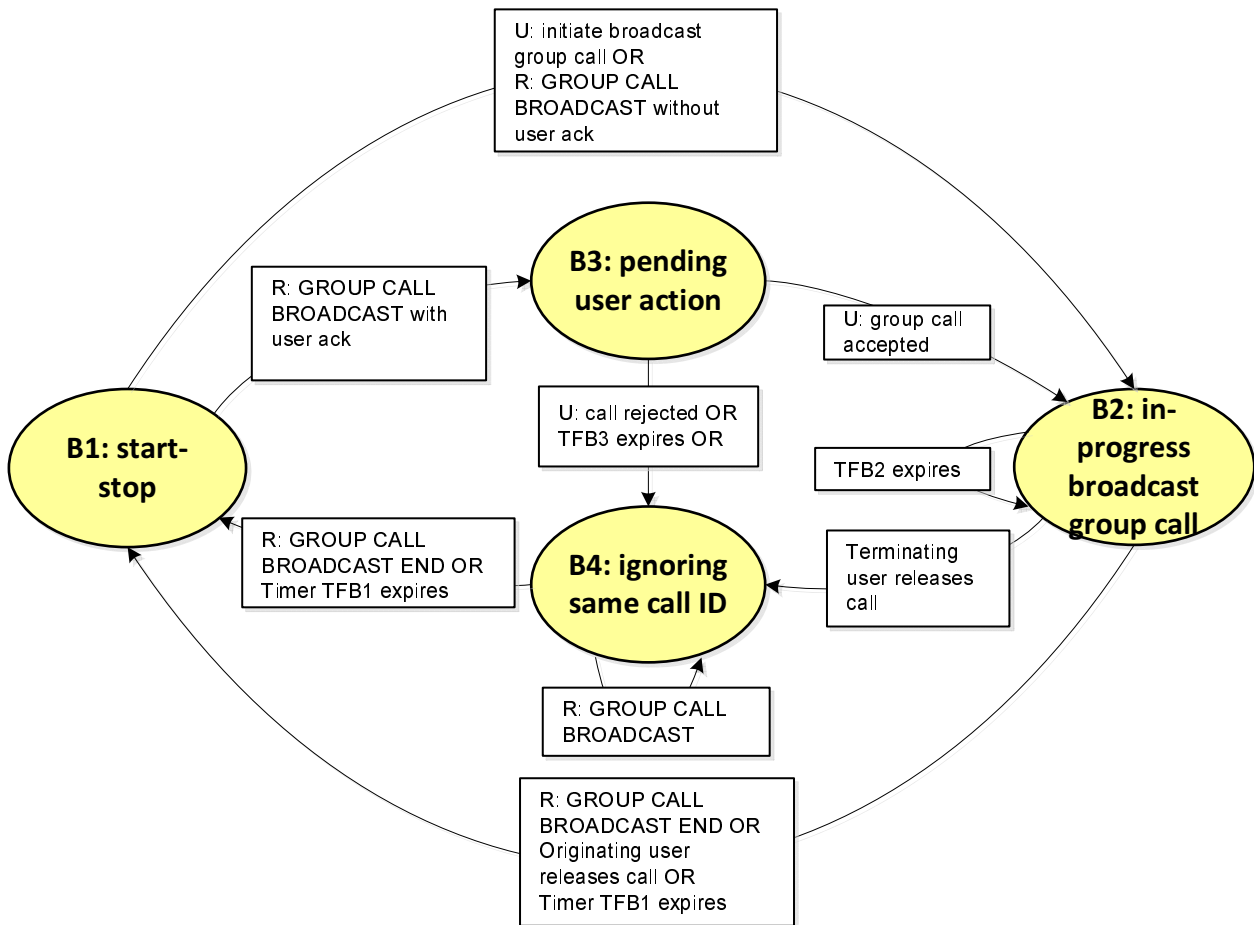 U: initiate broadcast
group call OR
R: GROUP CALL
BROADCAST without
user ack
B3: pending
user action
R: GROUP CALL
BROADCAST with
user ack
U: group call
accepted
U: call rejected OR
TFB3 expires OR
B1: start-
stop
B2: in-
progress
broadcast
group call
TFB2 expires
R: GROUP CALL
BROADCAST END OR
Timer TFB1 expires
B4: ignoring
same call ID
Terminating
user releases
call
R: GROUP CALL
BROADCAST
R: GROUP CALL
BROADCAST END OR
Originating user
releases call OR
Timer TFB1 expires